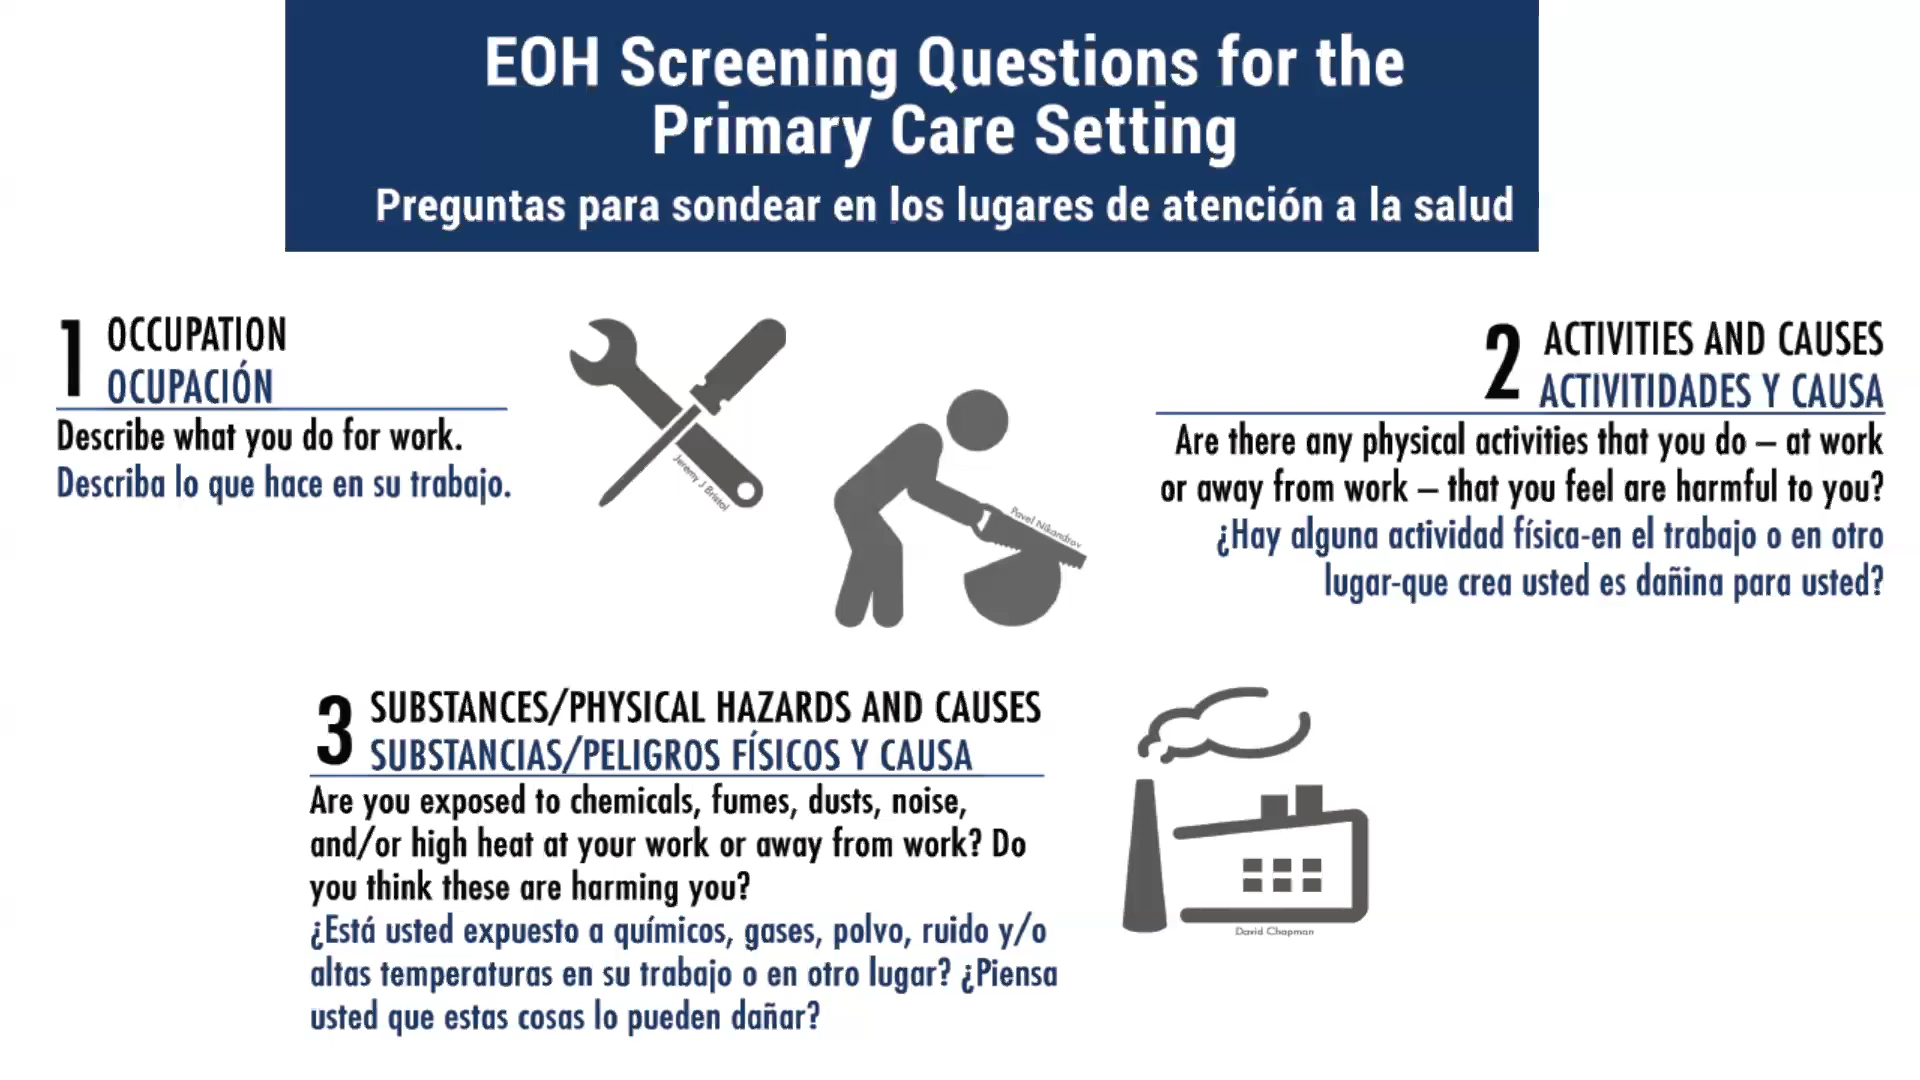 EOH Screening Questions for the
Primary Care Setting
Preguntas para sondear en los lugares de atención a la salud
1 OCCUPATION
OCUPACIÓN
Describe what you do for work.
Describa lo que hace en su trabajo.
Jeremy J Bristol
Pavel Nikandrov
2 ACTIVITIES AND CAUSES
ACTIVITIDADES Y CAUSA
Are there any physical activities that you do – at work
or away from work – that you feel are harmful to you?
¿Hay alguna actividad física-en el trabajo o en otro
lugar-que crea usted es dañina para usted?
3 SUBSTANCES/PHYSICAL HAZARDS AND CAUSES
SUBSTANCIAS/PELIGROS FÍSICOS Y CAUSA
Are you exposed to chemicals, fumes, dusts, noise,
and/or high heat at your work or away from work? Do
you think these are harming you?
¿Está usted expuesto a químicos, gases, polvo, ruido y/o
altas temperaturas en su trabajo o en otro lugar? ¿Piensa
usted que estas cosas lo pueden dañar?
David Chapman